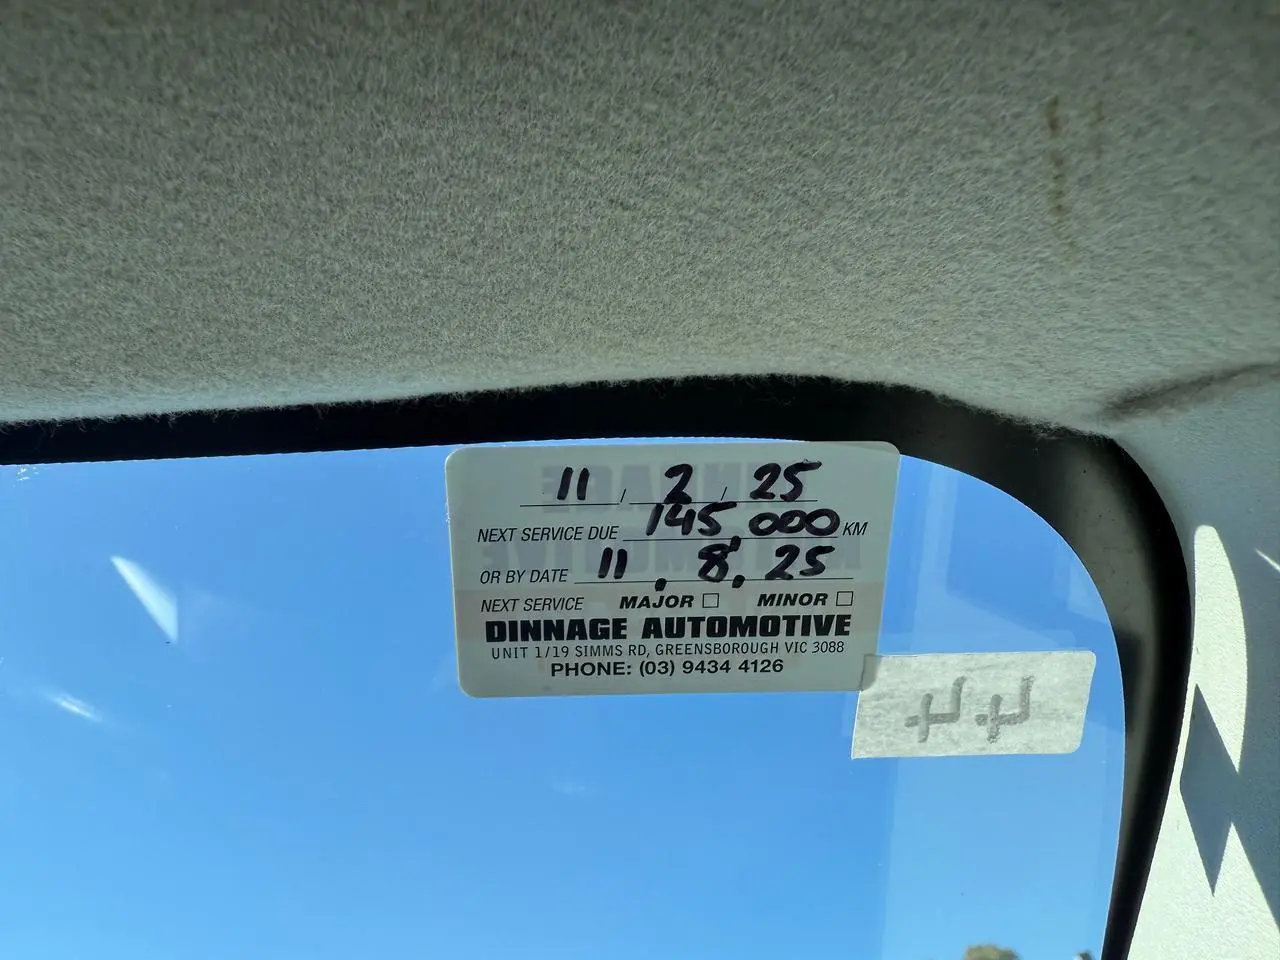 11 / 2 / 25
NEXT SERVICE DUE 145,000 KM
OR BY DATE 11.8.25
NEXT SERVICE MAJOR □ MINOR □
DINNAGE AUTOMOTIVE
UNIT 1/19 SIMMS RD, GREENSBOROUGH VIC 3088
PHONE: (03) 9434 4126